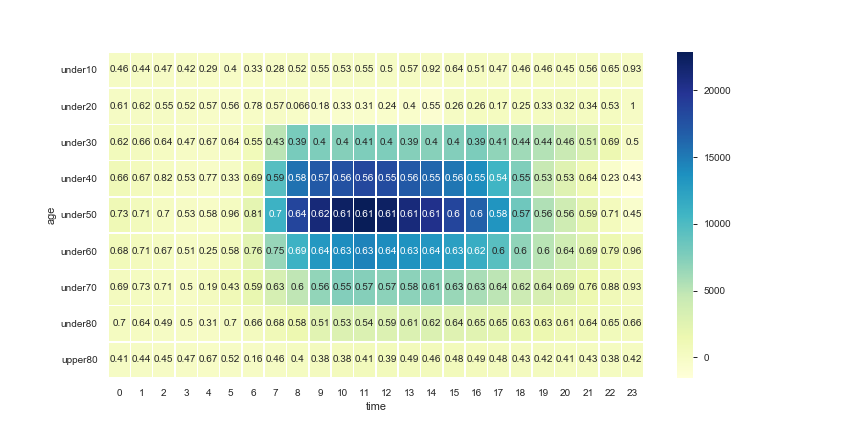 under10 0.46 0.44 0.47 0.42 0.29 0.4 0.33 0.28 0.52 0.55 0.53 0.55 0.5 0.57 0.92 0.64 0.51 0.47 0.46 0.46 0.45 0.56 0.65 0.93
under20 0.61 0.62 0.55 0.52 0.57 0.56 0.78 0.57 0.066 0.18 0.33 0.31 0.24 0.4 0.55 0.26 0.26 0.17 0.25 0.33 0.32 0.34 0.53 1
under30 0.62 0.66 0.64 0.47 0.67 0.64 0.55 0.43 0.39 0.4 0.4 0.41 0.4 0.39 0.4 0.4 0.39 0.41 0.44 0.44 0.46 0.51 0.69 0.5
under40 0.66 0.67 0.82 0.53 0.77 0.33 0.69 0.59 0.58 0.57 0.56 0.56 0.55 0.56 0.55 0.56 0.55 0.54 0.55 0.53 0.53 0.64 0.23 0.43
under50 0.73 0.71 0.7 0.53 0.58 0.96 0.81 0.7 0.64 0.62 0.61 0.61 0.61 0.61 0.61 0.6 0.6 0.58 0.57 0.56 0.56 0.59 0.71 0.45
under60 0.68 0.71 0.67 0.51 0.25 0.58 0.76 0.75 0.69 0.64 0.63 0.63 0.64 0.63 0.64 0.63 0.62 0.6 0.6 0.6 0.64 0.69 0.79 0.96
under70 0.69 0.73 0.71 0.5 0.19 0.43 0.59 0.63 0.6 0.56 0.55 0.57 0.57 0.58 0.61 0.63 0.63 0.64 0.62 0.64 0.69 0.76 0.88 0.93
under80 0.7 0.64 0.49 0.5 0.31 0.7 0.66 0.68 0.58 0.51 0.53 0.54 0.59 0.61 0.62 0.64 0.65 0.65 0.63 0.63 0.61 0.64 0.65 0.66
upper80 0.41 0.44 0.45 0.47 0.67 0.52 0.16 0.46 0.4 0.38 0.38 0.41 0.39 0.49 0.46 0.48 0.49 0.48 0.43 0.42 0.41 0.43 0.38 0.42
0 1 2 3 4 5 6 7 8 9 10 11 12 13 14 15 16 17 18 19 20 21 22 23
time
age
20000
15000
10000
5000
0